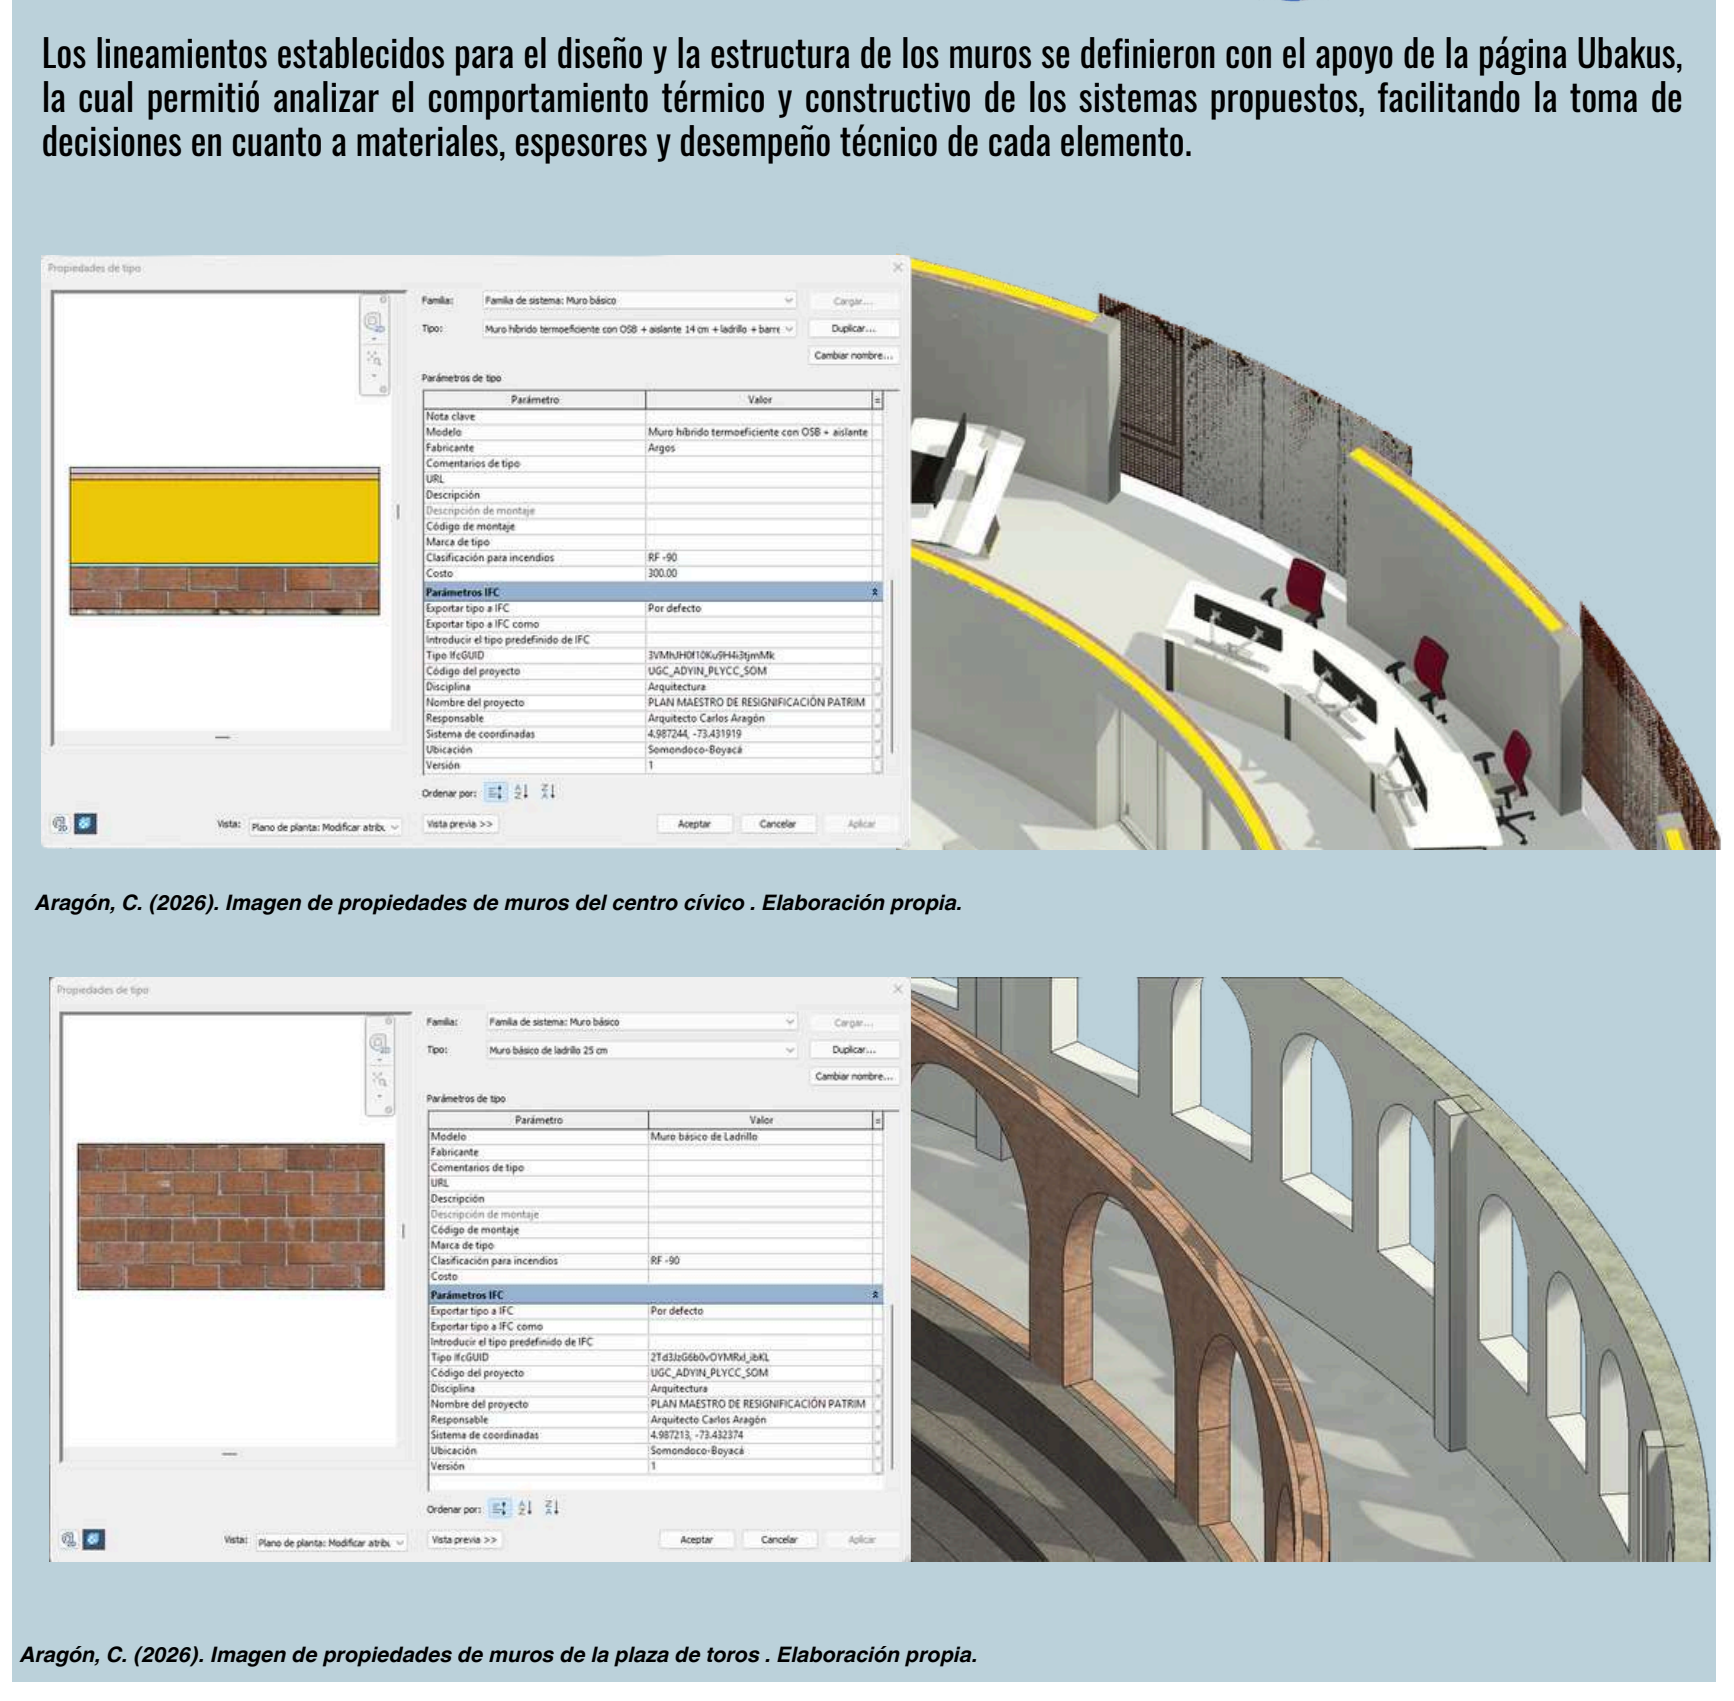 Los lineamientos establecidos para el diseño y la estructura de los muros se definieron con el apoyo de la página Ubakus,
la cual permitió analizar el comportamiento térmico y constructivo de los sistemas propuestos, facilitando la toma de
decisiones en cuanto a materiales, espesores y desempeño técnico de cada elemento.
Propiedades de tipo
Familia: Familia de sistema: Muro básico Cargar...
Tipo: Muro híbrido termoeficiente con OSB + aislante 14 cm + ladrillo + barre Duplicar...
Cambiar nombre...
Parámetros de tipo
Parámetro Valor
Nota clave
Modelo Muro híbrido termoeficiente con OSB + aislante
Fabricante Argos
Comentarios de tipo
URL
Descripción
Descripción de montaje
Código de montaje
Marca de tipo
Clasificación para incendios RF -90
Costo 300.00
Parámetros IFC
Exportar tipo a IFC Por defecto
Exportar tipo a IFC como
Introducir el tipo predefinido de IFC
Tipo IfcGUID
Código del proyecto UGC_ADYIN_PLYCC_SOM
Disciplina Arquitectura
Nombre del proyecto PLAN MAESTRO DE RESIGNIFICACIÓN PATRIM
Responsable Arquitecto Carlos Aragón
Sistema de coordinadas 4.987244, -73.431919
Ubicación Somondoco-Boyacá
Versión 1
Ordenar por:
Vista: Plano de planta: Modificar atribu Vista previa >> Aceptar Cancelar Aplicar
Aragón, C. (2026). Imagen de propiedades de muros del centro cívico . Elaboración propia.
Propiedades de tipo
Familia: Familia de sistema: Muro básico Cargar...
Tipo: Muro básico de ladrillo 25 cm Duplicar...
Cambiar nombre...
Parámetros de tipo
Parámetro Valor
Modelo Muro básico de Ladrillo
Fabricante
Comentarios de tipo
URL
Descripción
Descripción de montaje
Código de montaje
Marca de tipo
Clasificación para incendios RF -90
Costo
Parámetros IFC
Exportar tipo a IFC Por defecto
Exportar tipo a IFC como
Introducir el tipo predefinido de IFC
Tipo IfcGUID
Código del proyecto UGC_ADYIN_PLYCC_SOM
Disciplina Arquitectura
Nombre del proyecto PLAN MAESTRO DE RESIGNIFICACIÓN PATRIM
Responsable Arquitecto Carlos Aragón
Sistema de coordinadas 4.987213, -73.432374
Ubicación Somondoco-Boyacá
Versión 1
Ordenar por:
Vista: Plano de planta: Modificar atribu Vista previa >> Aceptar Cancelar Aplicar
Aragón, C. (2026). Imagen de propiedades de muros de la plaza de toros . Elaboración propia.